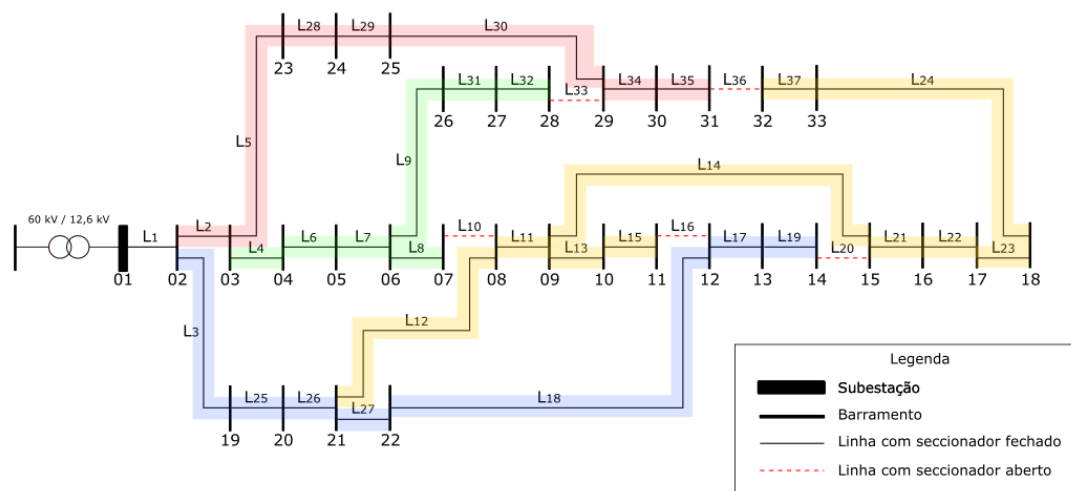 L28 L29 L30
23 24 25
L31 L32 L33 L34 L35 L36 L37 L24
26 27 28 29 30 31 32 33
L5
L9
L14
60 kV / 12,6 kV
L1 L2 L4 L6 L7 L8 L10 L11 L13 L15 L16 L17 L19 L20 L21 L22 L23
01 02 03 04 05 06 07 08 09 10 11 12 13 14 15 16 17 18
L3
L12
L25 L26 L27 L18
19 20 21 22
Legenda
Subestação
Barramento
Linha com seccionador fechado
Linha com seccionador aberto